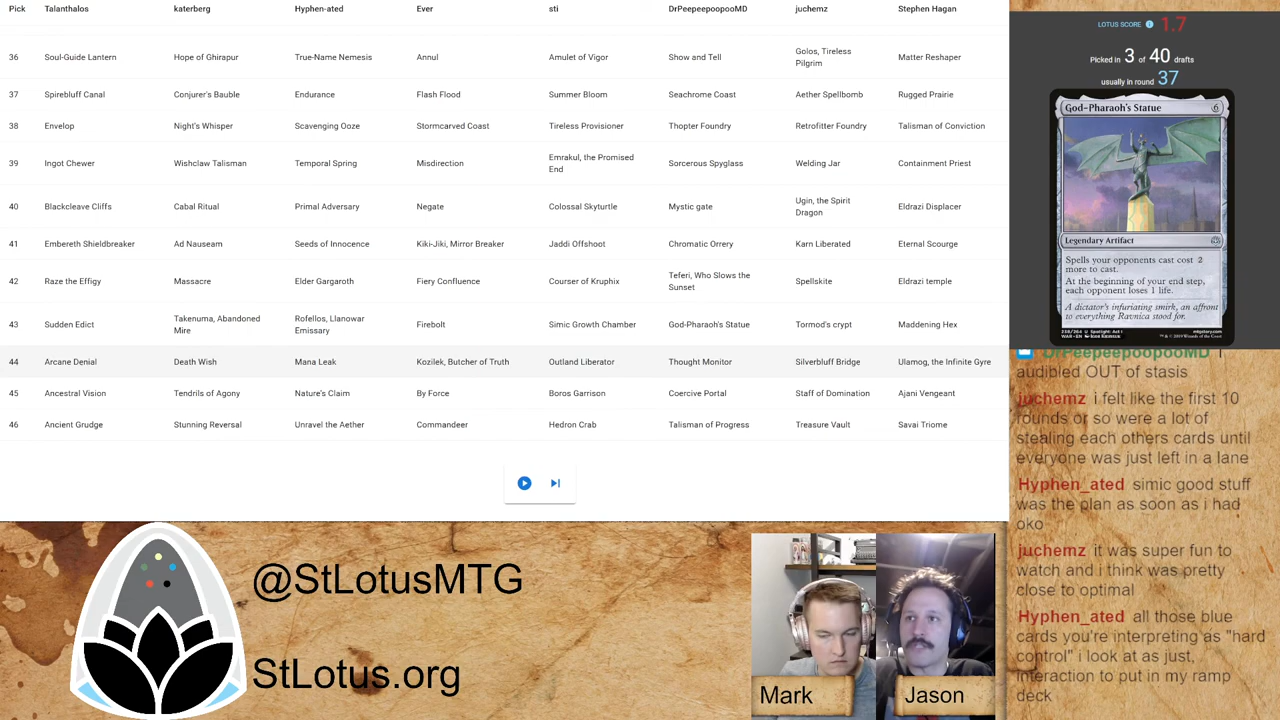 Pick Talanthalos katerberg Hyphen-ated Ever sti DrPeepeepoopooMD juchemz Stephen Hagan
36 Soul-Guide Lantern Hope of Ghirapur True-Name Nemesis Annul Amulet of Vigor Show and Tell Golos, Tireless Pilgrim Matter Reshaper
37 Spirebluff Canal Conjurer's Bauble Endurance Flash Flood Summer Bloom Seachrome Coast Aether Spellbomb Rugged Prairie
38 Envelop Night's Whisper Scavenging Ooze Stormcarved Coast Tireless Provisioner Thopter Foundry Retrofitter Foundry Talisman of Conviction
39 Ingot Chewer Wishclaw Talisman Temporal Spring Misdirection Emrakul, the Promised End Sorcerous Spyglass Welding Jar Containment Priest
40 Blackcleave Cliffs Cabal Ritual Primal Adversary Negate Colossal Skyturtle Mystic gate Ugin, the Spirit Dragon Eldrazi Displacer
41 Embereth Shieldbreaker Ad Nauseam Seeds of Innocence Kiki-Jiki, Mirror Breaker Jaddi Offshoot Chromatic Orrery Karn Liberated Eternal Scourge
42 Raze the Effigy Massacre Elder Gargaroth Fiery Confluence Courser of Kruphix Teferi, Who Slows the Sunset Spellskite Eldrazi temple
43 Sudden Edict Takenuma, Abandoned Mire Rofellos, Llanowar Emissary Firebolt Simic Growth Chamber God-Pharaoh's Statue Tormod's crypt Maddening Hex
44 Arcane Denial Death Wish Mana Leak Kozilek, Butcher of Truth Outland Liberator Thought Monitor Silverbluff Bridge Ulamog, the Infinite Gyre
45 Ancestral Vision Tendrils of Agony Nature's Claim By Force Boros Garrison Coercive Portal Staff of Domination Ajani Vengeant
46 Ancient Grudge Stunning Reversal Unravel the Aether Commandeer Hedron Crab Talisman of Progress Treasure Vault Savai Triome
LOTUS SCORE 1.7
Picked in 3 of 40 drafts
usually in round 37
God-Pharaoh's Statue 6
Legendary Artifact
Spells your opponents cast cost 2
more to cast.
At the beginning of your end step,
each opponent loses 1 life.
A dictator's infuriating smirk, an affront
to everything Ravnica stood for.
DrPeepeepoopooMD I
audibled OUT of stasis
juchemz i felt like the first 10
rounds or so were a lot of
stealing each others cards until
everyone was just left in a lane
Hyphen_ated simic good stuff
was the plan as soon as i had
oko
juchemz it was super fun to
watch and i think was pretty
close to optimal
Hyphen_ated all those blue
cards you're interpreting as "hard
control" i look at as just,
interaction to put in my ramp
deck
@StLotusMTG
StLotus.org
Mark
Jason